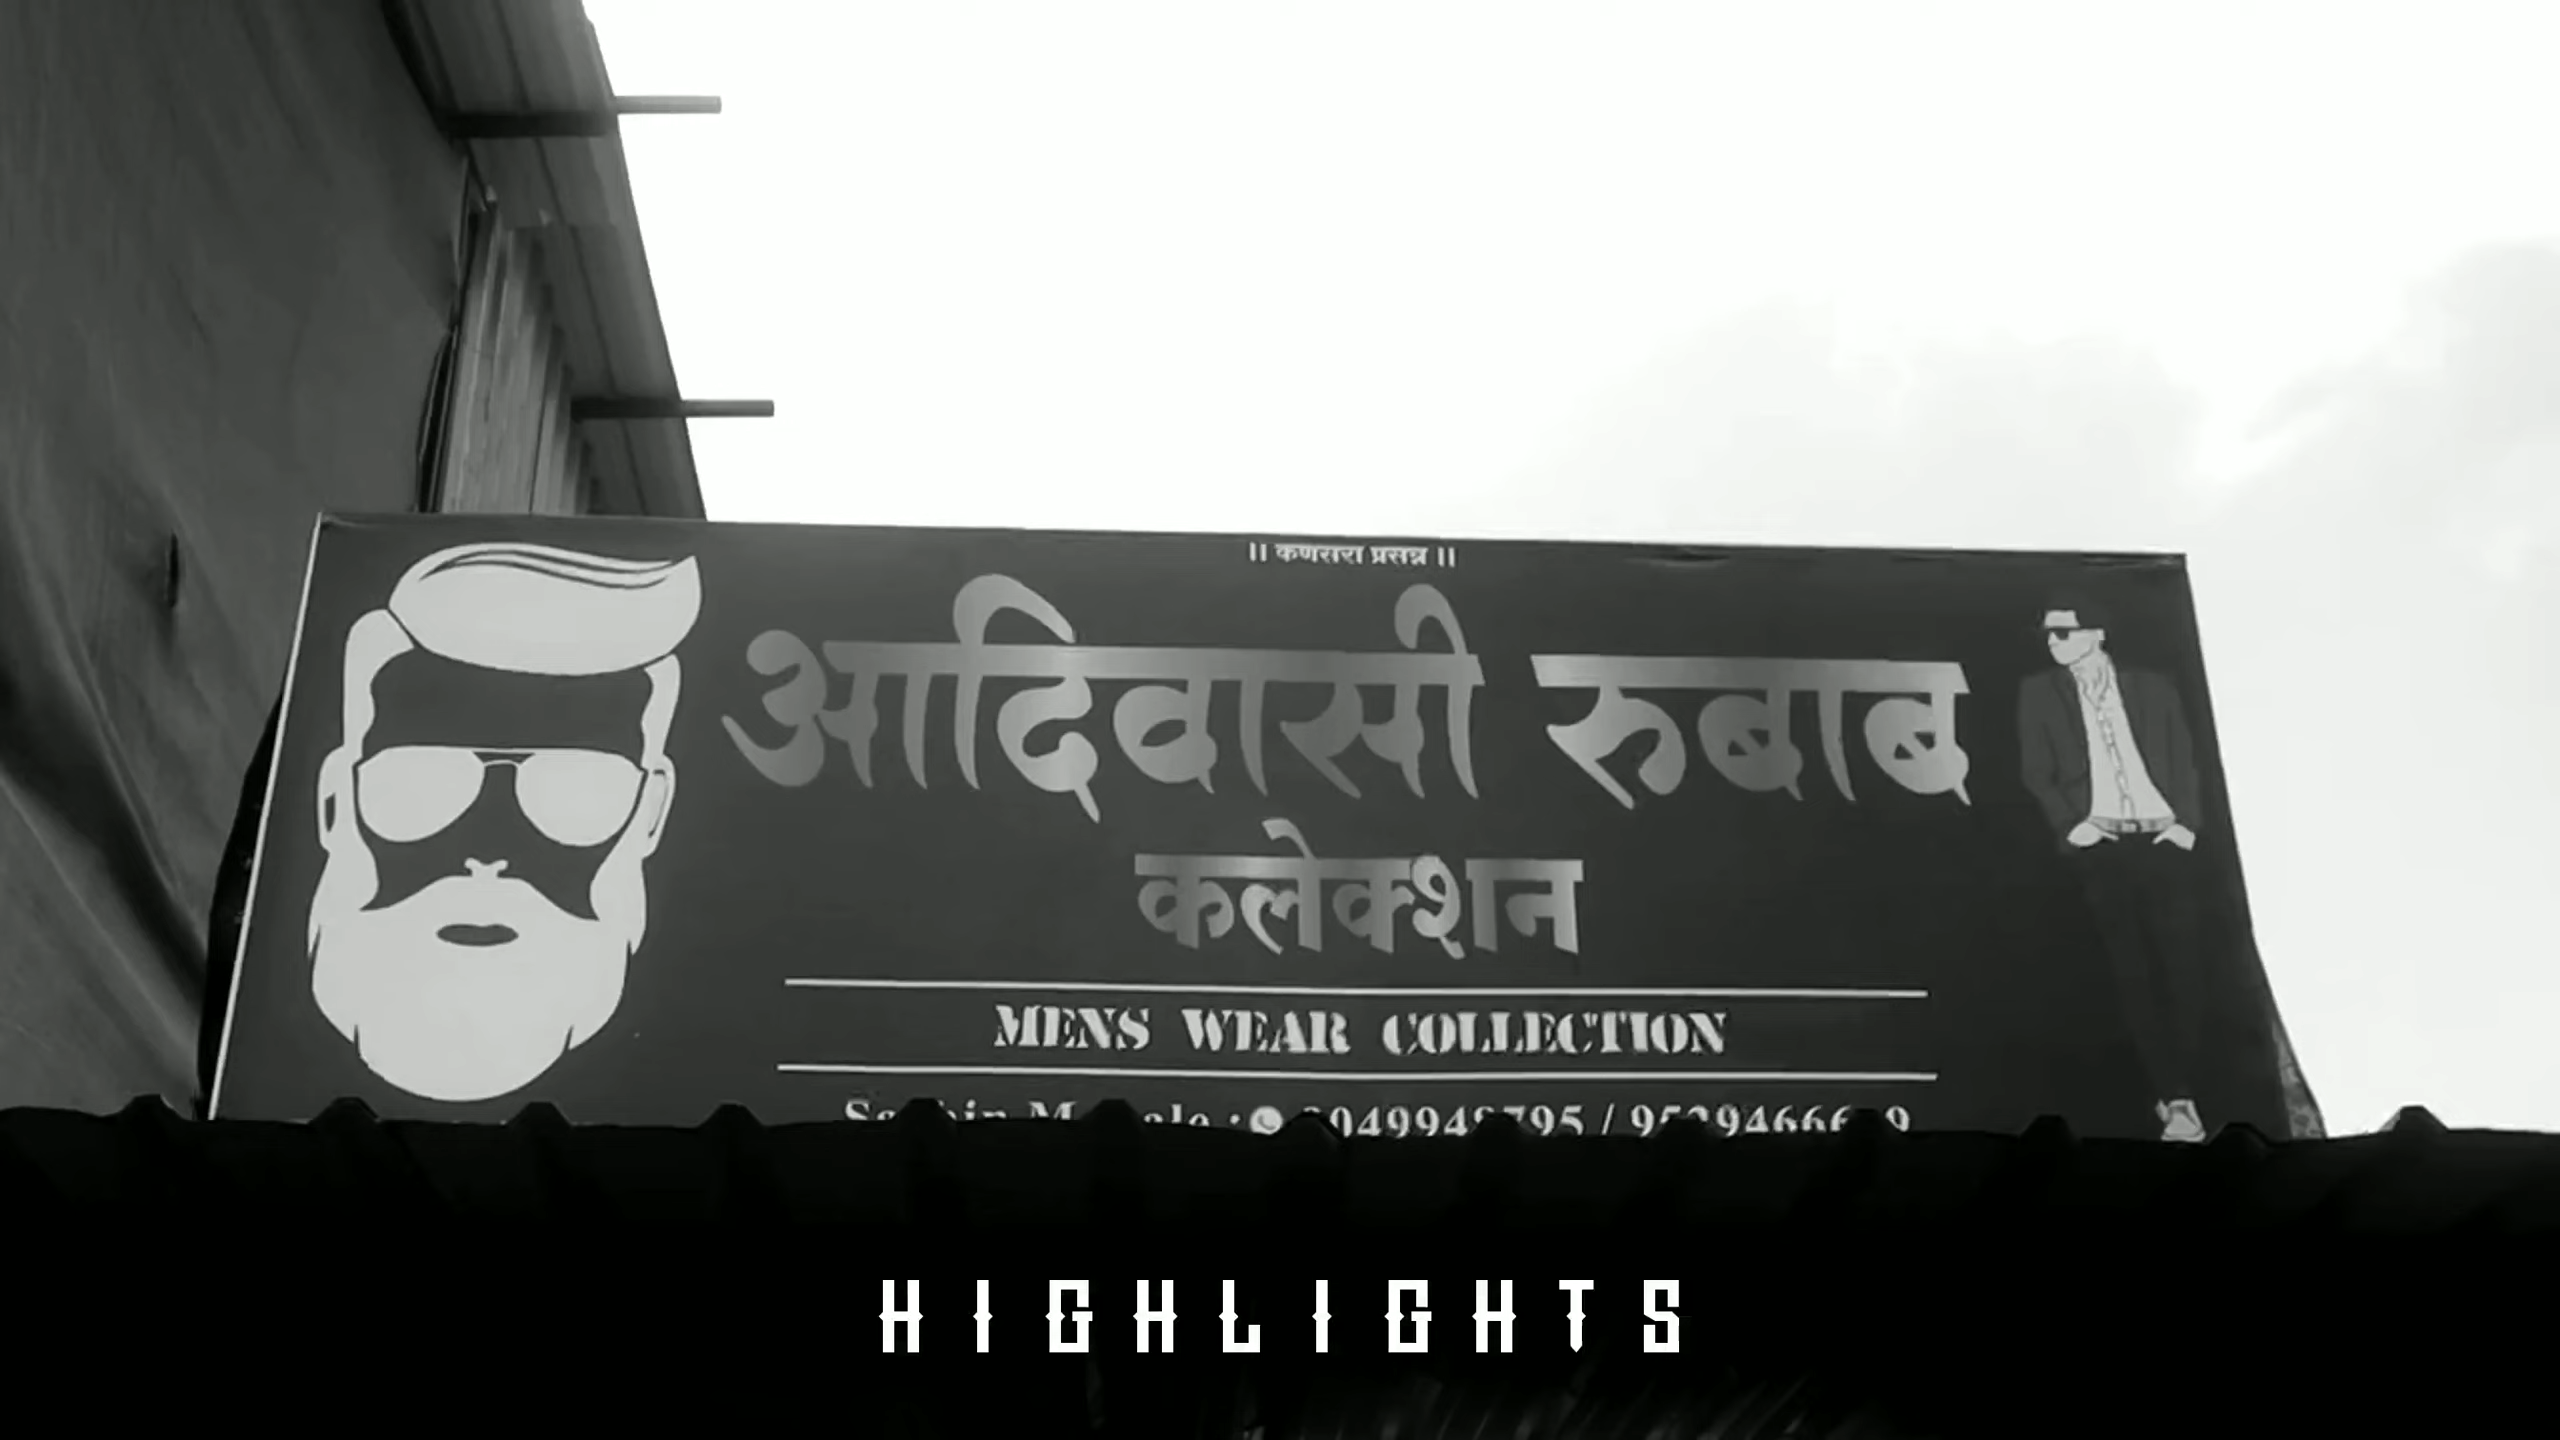 || कणसरा प्रसन्न ||
आदिवासी रुबाब
कलेक्शन
MENS WEAR COLLECTION
HIGHLIGHTS